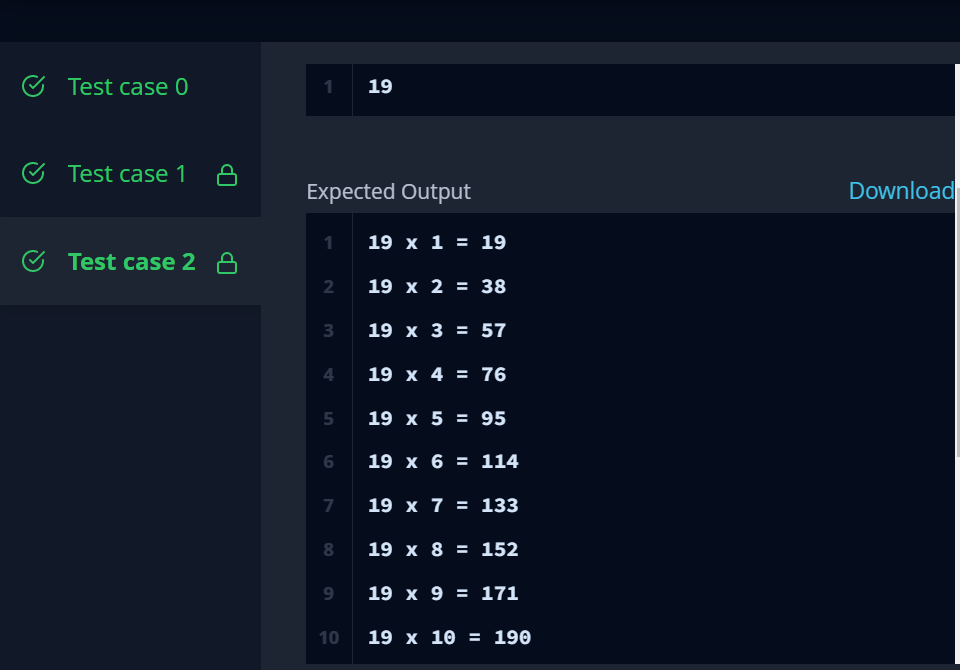 Test case 0
Test case 1
Test case 2
1 19
Expected Output Download
1 19 x 1 = 19
2 19 x 2 = 38
3 19 x 3 = 57
4 19 x 4 = 76
5 19 x 5 = 95
6 19 x 6 = 114
7 19 x 7 = 133
8 19 x 8 = 152
9 19 x 9 = 171
10 19 x 10 = 190